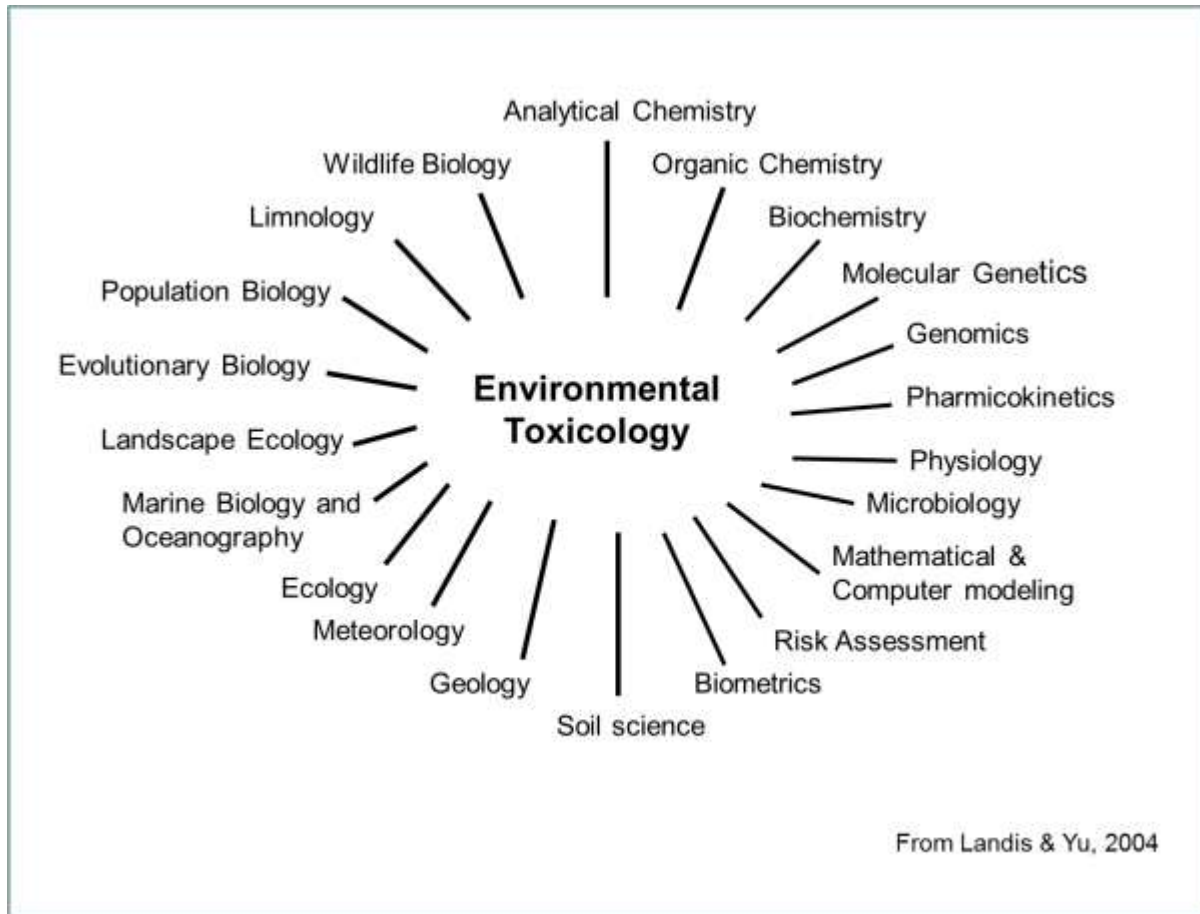 Analytical Chemistry
Wildlife Biology
Organic Chemistry
Limnology
Biochemistry
Molecular Genetics
Population Biology
Genomics
Evolutionary Biology
Environmental
Toxicology
Pharmicokinetics
Landscape Ecology
Physiology
Marine Biology and
Oceanography
Microbiology
Mathematical &
Computer modeling
Ecology
Meteorology
Risk Assessment
Geology
Biometrics
Soil science
From Landis & Yu, 2004